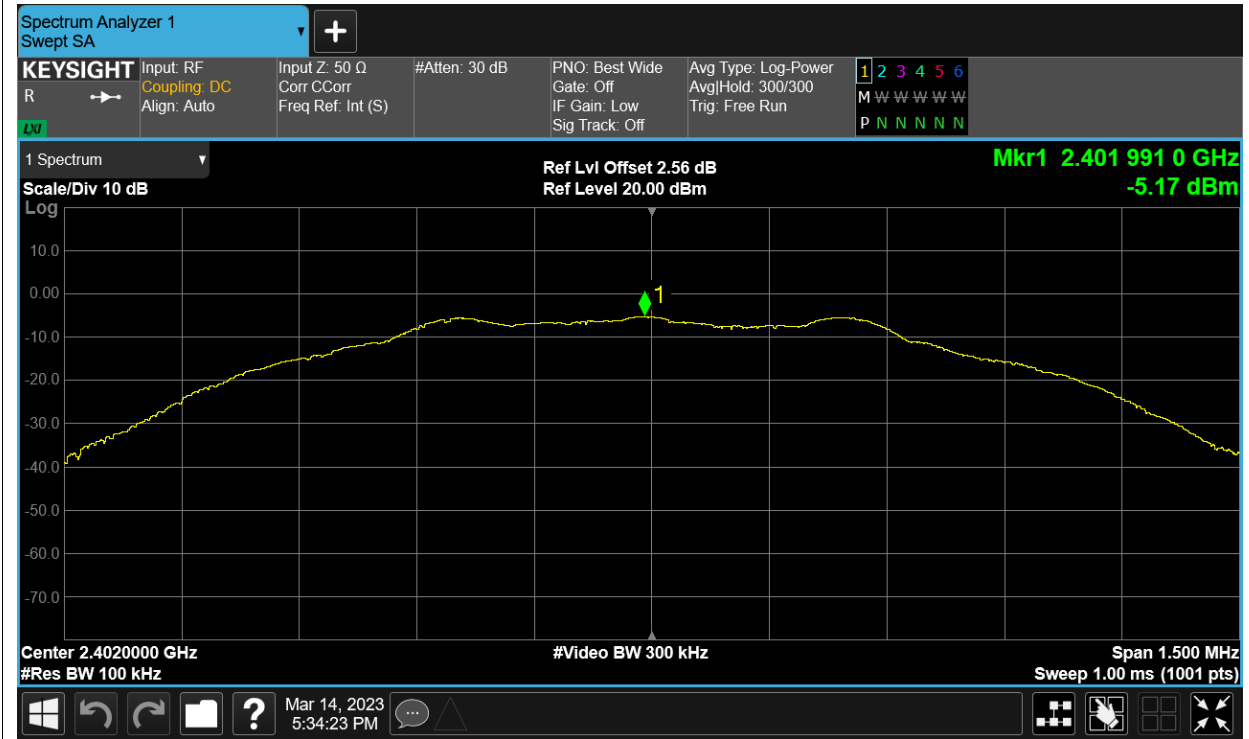 Spectrum Analyzer 1
Swept SA
+
KEYSIGHT
R
LXI
Input: RF
Coupling: DC
Align: Auto
Input Z: 50 Ω
Corr CCorr
Freq Ref: Int (S)
#Atten: 30 dB
PNO: Best Wide
Gate: Off
IF Gain: Low
Sig Track: Off
Avg Type: Log-Power
Avg|Hold: 300/300
Trig: Free Run
1 2 3 4 5 6
M W W W W W
P N N N N N
1 Spectrum
Scale/Div 10 dB
Ref Lvl Offset 2.56 dB
Ref Level 20.00 dBm
Mkr1 2.401 991 0 GHz
-5.17 dBm
Log
10.0
0.00
-10.0
-20.0
-30.0
-40.0
-50.0
-60.0
-70.0
1
Center 2.4020000 GHz
#Res BW 100 kHz
#Video BW 300 kHz
Span 1.500 MHz
Sweep 1.00 ms (1001 pts)
?
Mar 14, 2023
5:34:23 PM